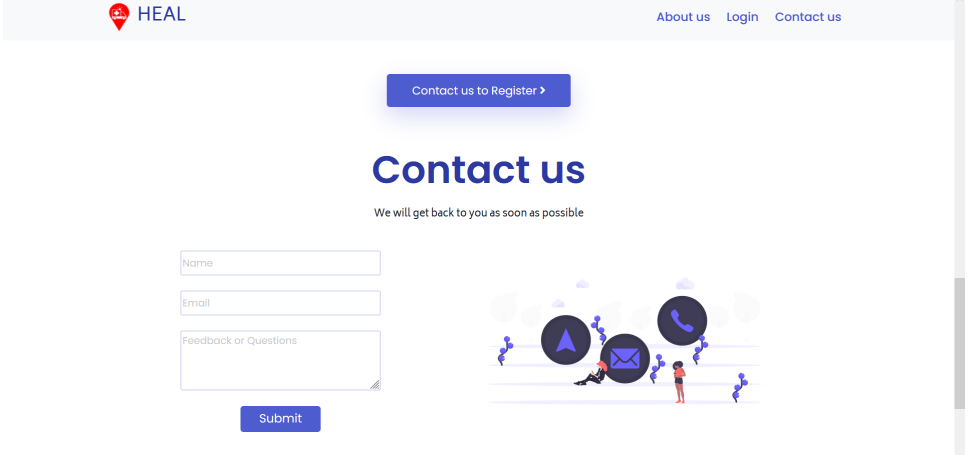 HEAL
About us Login Contact us
Contact us to Register
Contact us
We will get back to you as soon as possible
Name
Email
Feedback or Questions
Submit